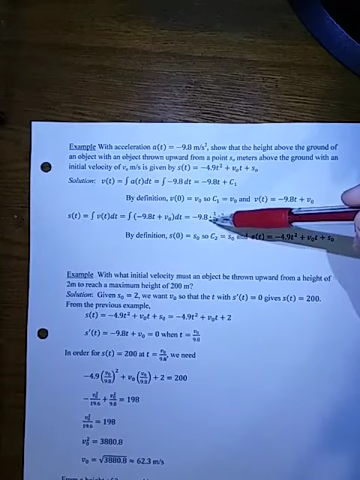 Example With acceleration a(t) = −9.8 m/s², show that the height above the ground of
an object with an object thrown upward from a point s₀ meters above the ground with an
initial velocity of v₀ m/s is given by s(t) = −4.9t² + v₀t + s₀
Solution: v(t) = ∫ a(t)dt = ∫ −9.8 dt = −9.8t + C₁
By definition, v(0) = v₀ so C₁ = v₀ and v(t) = −9.8t + v₀
s(t) = ∫ v(t)dt = ∫(−9.8t + v₀)dt = −9.8
By definition, s(0) = s₀ so C₂ = s₀ and s(t) = −4.9t² + v₀t + s₀
Example With what initial velocity must an object be thrown upward from a height of
2m to reach a maximum height of 200 m?
Solution: Given s₀ = 2, we want v₀ so that the t with s′(t) = 0 gives s(t) = 200.
From the previous example,
s(t) = −4.9t² + v₀t + s₀ = −4.9t² + v₀t + 2
s′(t) = −9.8t + v₀ = 0 when t = v₀/9.8
In order for s(t) = 200 at t = v₀/9.8, we need
−4.9(v₀/9.8)² + v₀(v₀/9.8) + 2 = 200
−v₀²/19.6 + v₀²/9.8 = 198
v₀²/19.6 = 198
v₀² = 3880.8
v₀ = √3880.8 ≈ 62.3 m/s